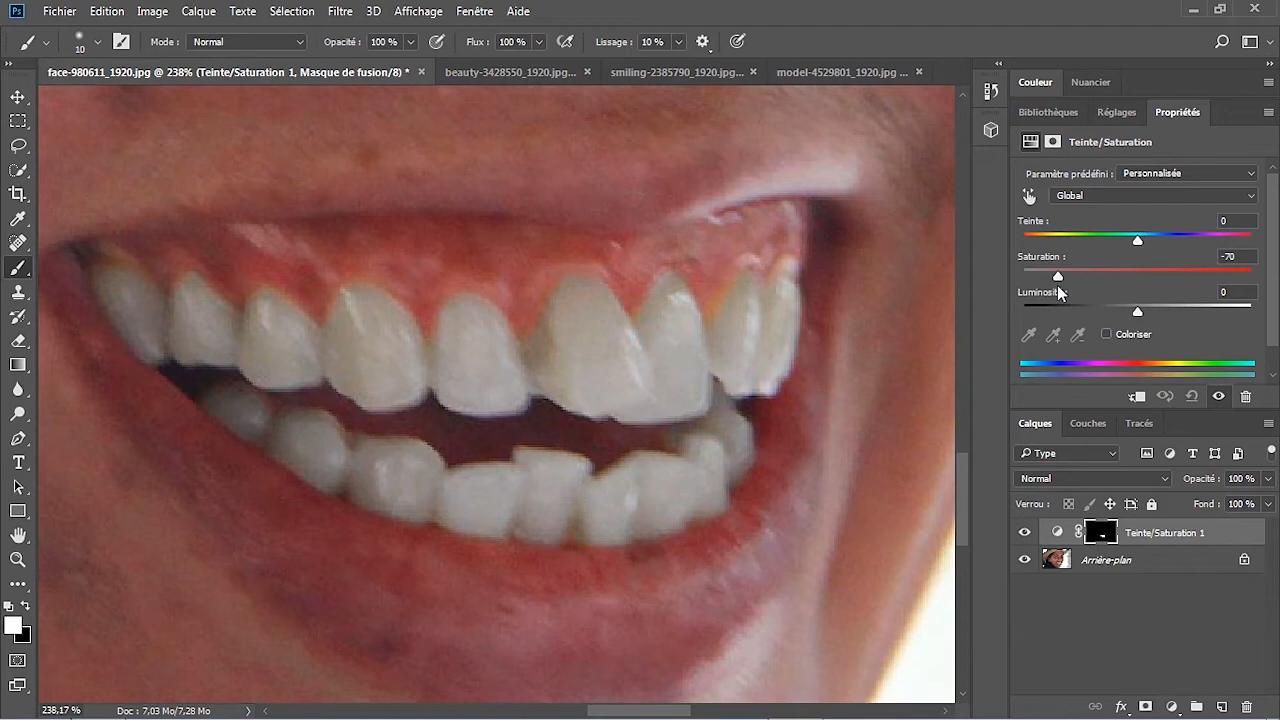 Ps Fichier Edition Image Calque Texte Sélection Filtre 3D Affichage Fenêtre Aide
10 Mode : Normal Opacité : 100 % Flux : 100 % Lissage : 10 %
face-980611_1920.jpg @ 238% (Teinte/Saturation 1, Masque de fusion/8) * beauty-3428550_1920.jpg... smiling-2385790_1920.jpg... model-4529801_1920.jpg ...
Couleur Nuancier
Bibliothèques Réglages Propriétés
Teinte/Saturation
Paramètre prédéfini : Personnalisée
Global
Teinte : 0
Saturation : -70
Luminosité : 0
Coloriser
Calques Couches Tracés
Type
Normal Opacité : 100 %
Verrou : Fond : 100 %
Teinte/Saturation 1
Arrière-plan
238,17 % Doc : 7,03 Mo/7,28 Mo